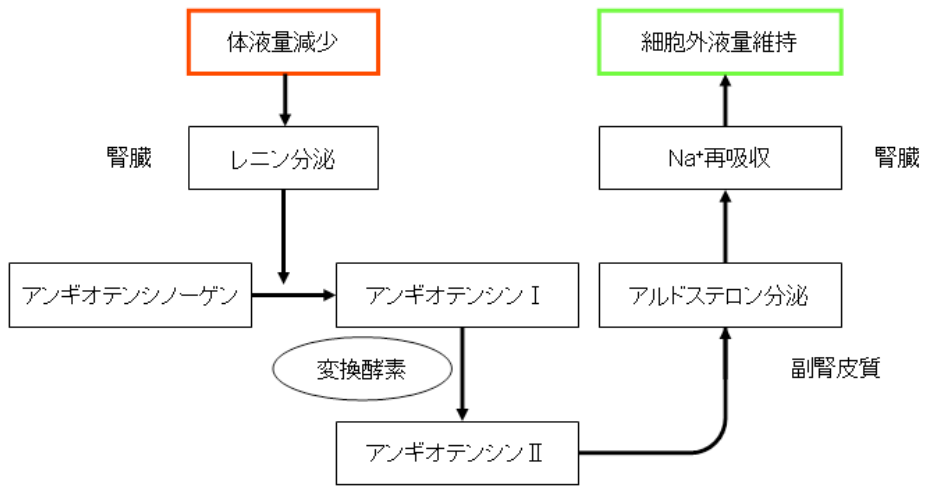 体液量減少
細胞外液量維持
腎臓
レニン分泌
Na⁺再吸収
腎臓
アンギオテンシノーゲン
アンギオテンシンⅠ
アルドステロン分泌
変換酵素
副腎皮質
アンギオテンシンⅡ